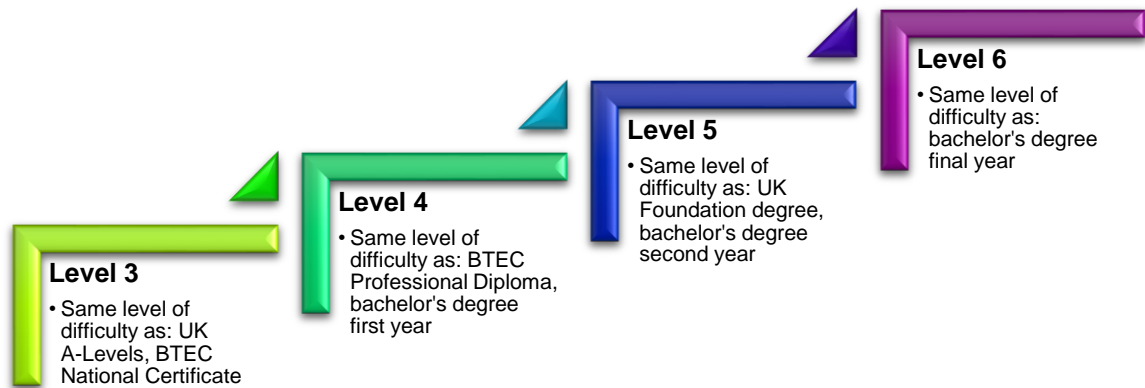 Level 3
• Same level of
difficulty as: UK
A-Levels, BTEC
National Certificate
Level 4
• Same level of
difficulty as: BTEC
Professional Diploma,
bachelor's degree
first year
Level 5
• Same level of
difficulty as: UK
Foundation degree,
bachelor's degree
second year
Level 6
• Same level of
difficulty as:
bachelor's degree
final year